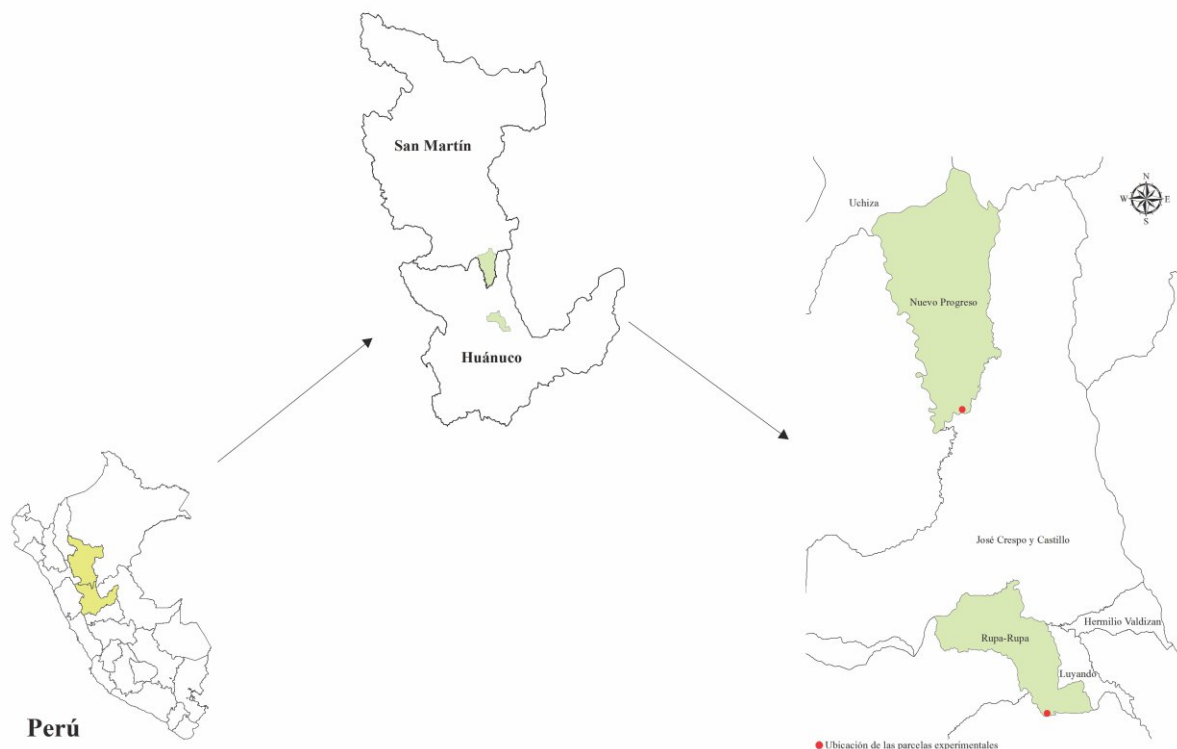 San Martín
Huánuco
Perú
N
W E
S
Uchiza
Nuevo Progreso
José Crespo y Castillo
Hermilio Valdizan
Rupa-Rupa
Luyando
Ubicación de las parcelas experimentales